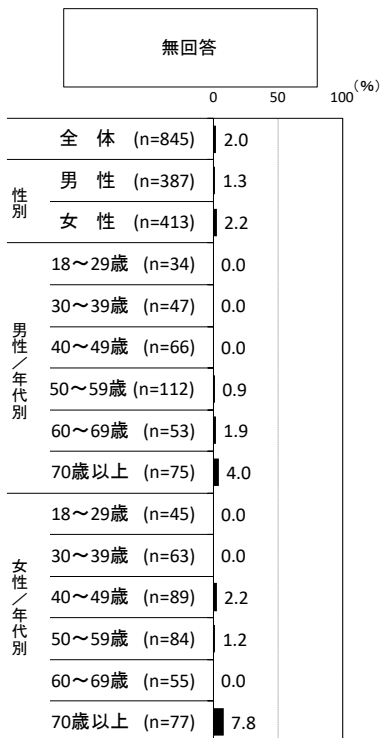 無回答
(%)
0 50 100
全 体 (n=845) 2.0
性別
男 性 (n=387) 1.3
女 性 (n=413) 2.2
男性／年代別
18～29歳 (n=34) 0.0
30～39歳 (n=47) 0.0
40～49歳 (n=66) 0.0
50～59歳 (n=112) 0.9
60～69歳 (n=53) 1.9
70歳以上 (n=75) 4.0
女性／年代別
18～29歳 (n=45) 0.0
30～39歳 (n=63) 0.0
40～49歳 (n=89) 2.2
50～59歳 (n=84) 1.2
60～69歳 (n=55) 0.0
70歳以上 (n=77) 7.8